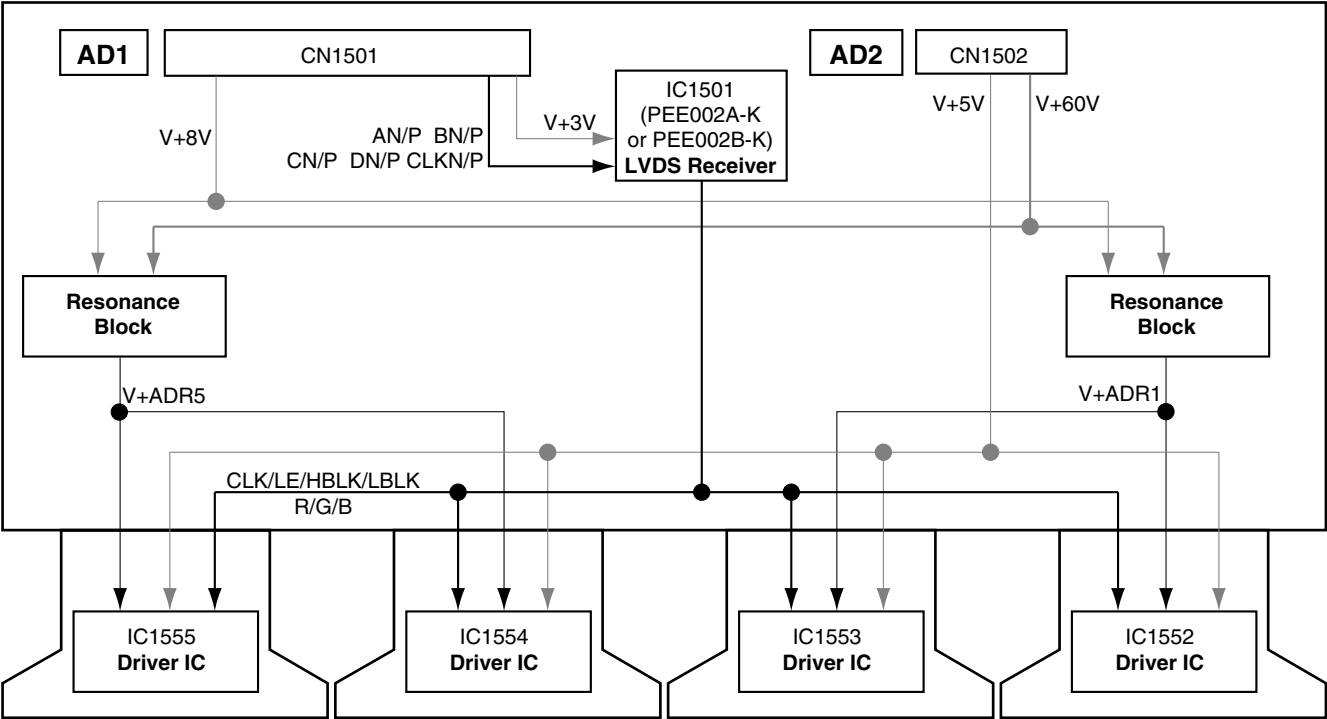 AD1
CN1501
AD2
CN1502
IC1501
(PEE002A-K
or PEE002B-K)
LVDS Receiver
V+8V
AN/P BN/P
CN/P DN/P CLKN/P
V+3V
V+5V
V+60V
Resonance
Block
Resonance
Block
V+ADR5
V+ADR1
CLK/LE/HBLK/LBLK
R/G/B
IC1555
Driver IC
IC1554
Driver IC
IC1553
Driver IC
IC1552
Driver IC